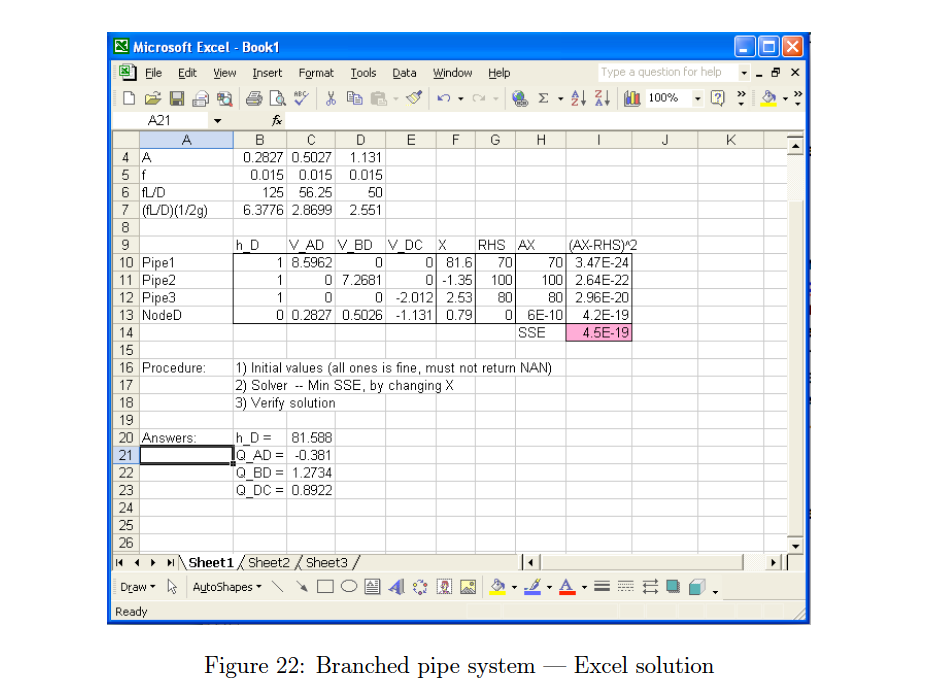 Microsoft Excel - Book1
File Edit View Insert Format Tools Data Window Help Type a question for help
100%
A21 fx
A B C D E F G H I J K
4 A 0.2827 0.5027 1.131
5 f 0.015 0.015 0.015
6 fL/D 125 56.25 50
7 (fL/D)(1/2g) 6.3776 2.8699 2.551
8
9 h_D V_AD V_BD V_DC X RHS AX (AX-RHS)^2
10 Pipe1 1 8.5962 0 0 81.6 70 70 3.47E-24
11 Pipe2 1 0 7.2681 0 -1.35 100 100 2.64E-22
12 Pipe3 1 0 0 -2.012 2.53 80 80 2.96E-20
13 NodeD 0 0.2827 0.5026 -1.131 0.79 0 6E-10 4.2E-19
14 SSE 4.5E-19
15
16 Procedure: 1) Initial values (all ones is fine, must not return NAN)
17 2) Solver -- Min SSE, by changing X
18 3) Verify solution
19
20 Answers: h_D = 81.588
21 Q_AD = -0.381
22 Q_BD = 1.2734
23 Q_DC = 0.8922
24
25
26
Sheet1 Sheet2 Sheet3
Draw AutoShapes
Ready
Figure 22: Branched pipe system — Excel solution